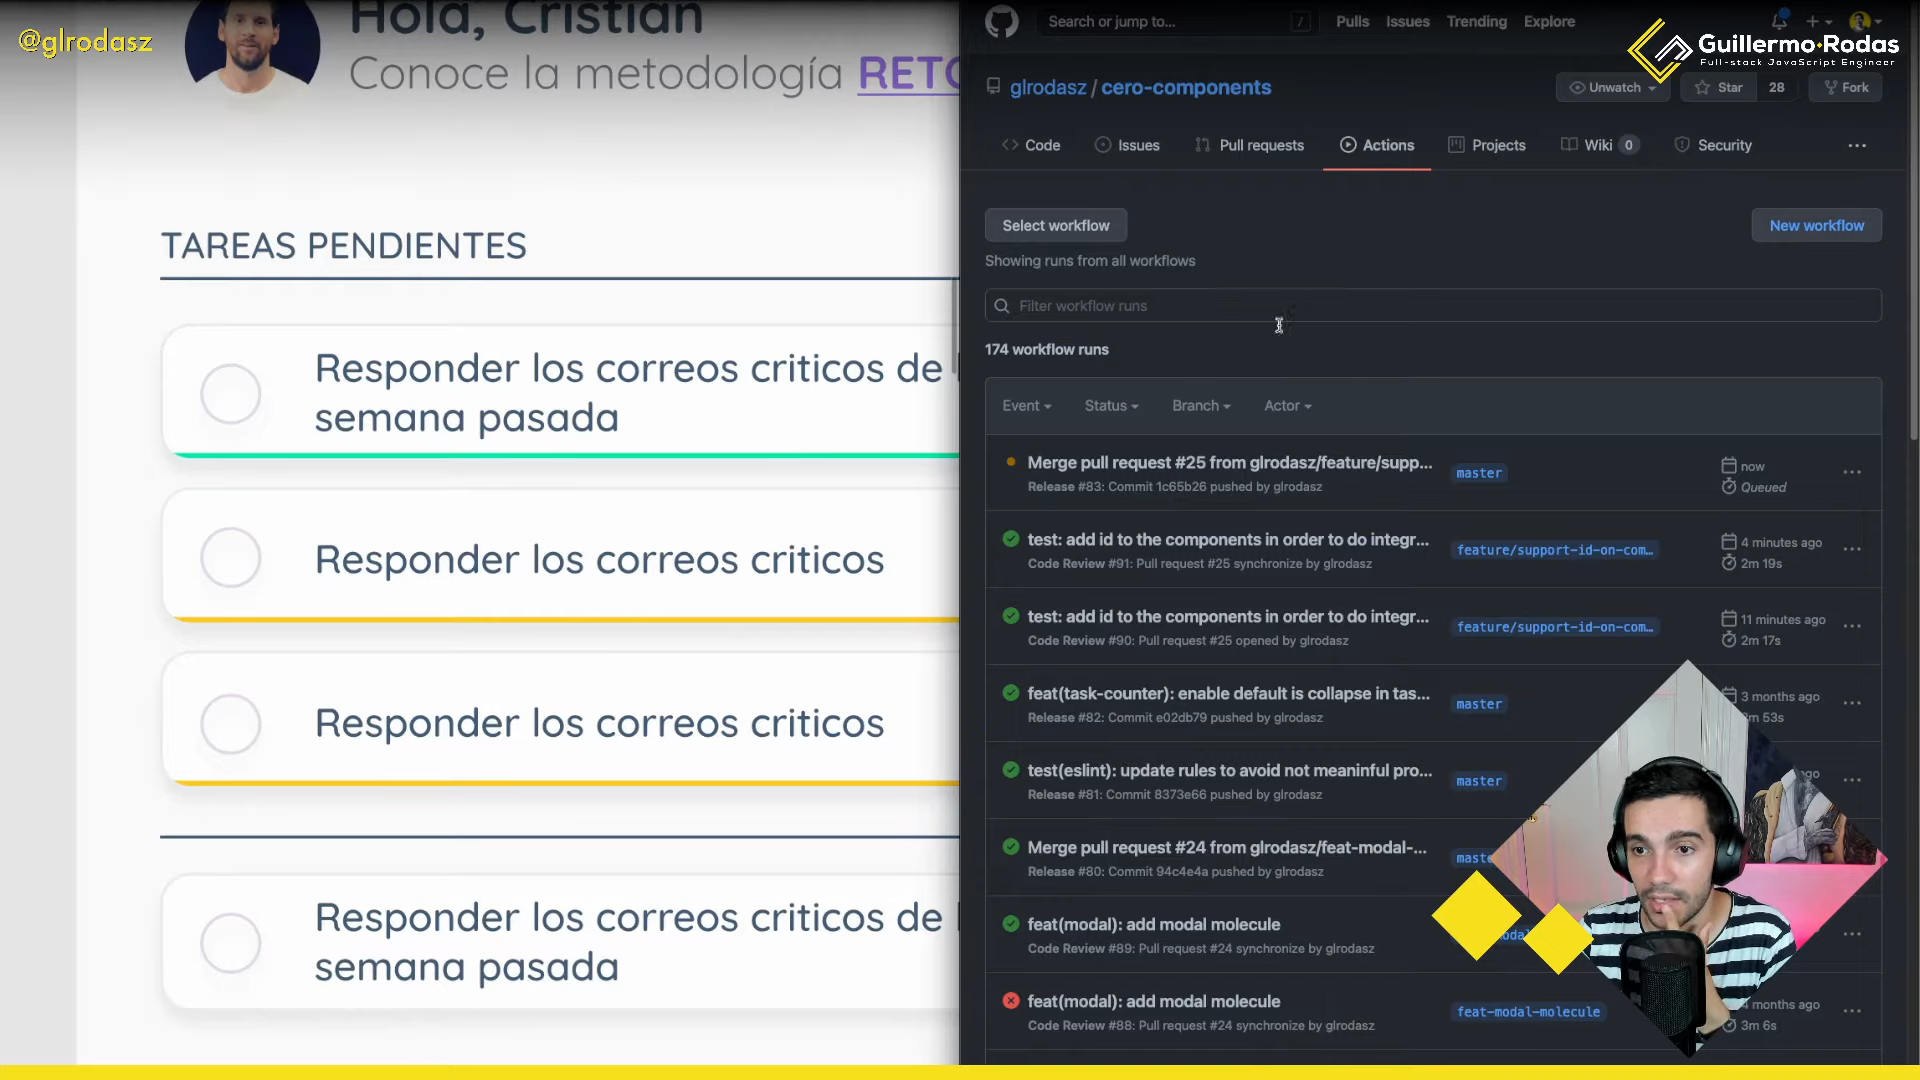 @glrodasz
Hola, Cristian
Conoce la metodología RETO
TAREAS PENDIENTES
Responder los correos criticos de
semana pasada
Responder los correos criticos
Responder los correos criticos
Responder los correos criticos de
semana pasada
Search or jump to... /
Pulls Issues Trending Explore
Guillermo Rodas
Full-stack JavaScript Engineer
glrodasz / cero-components
Unwatch Star 28 Fork
Code Issues Pull requests Actions Projects Wiki 0 Security ...
Select workflow
New workflow
Showing runs from all workflows
Filter workflow runs
174 workflow runs
Event Status Branch Actor
Merge pull request #25 from glrodasz/feature/supp...
Release #83: Commit 1c65b26 pushed by glrodasz
master
now
Queued
test: add id to the components in order to do integr...
Code Review #91: Pull request #25 synchronize by glrodasz
feature/support-id-on-com…
4 minutes ago
2m 19s
test: add id to the components in order to do integr...
Code Review #90: Pull request #25 opened by glrodasz
feature/support-id-on-com…
11 minutes ago
2m 17s
feat(task-counter): enable default is collapse in tas...
Release #82: Commit e02db79 pushed by glrodasz
master
3 months ago
m 53s
test(eslint): update rules to avoid not meaninful pro...
Release #81: Commit 8373e66 pushed by glrodasz
master
go
Merge pull request #24 from glrodasz/feat-modal-...
Release #80: Commit 94c4e4a pushed by glrodasz
maste
feat(modal): add modal molecule
Code Review #89: Pull request #24 synchronize by glrodasz
feat(modal): add modal molecule
Code Review #88: Pull request #24 synchronize by glrodasz
feat-modal-molecule
months ago
3m 6s